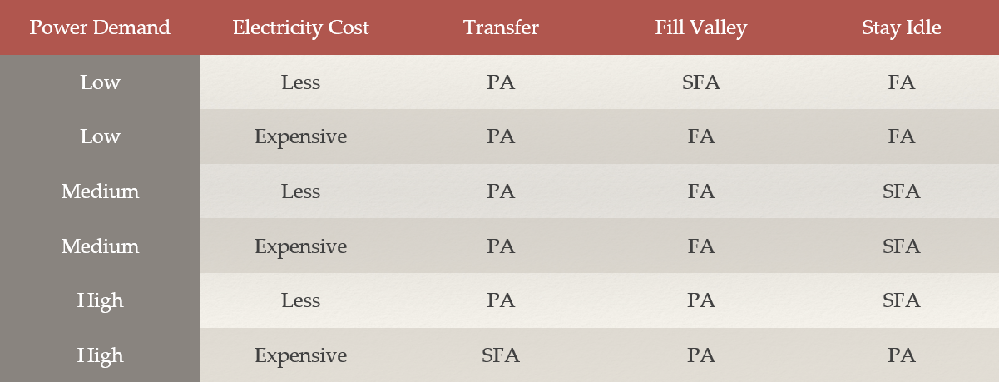 Power Demand Electricity Cost Transfer Fill Valley Stay Idle
Low Less PA SFA FA
Low Expensive PA FA FA
Medium Less PA FA SFA
Medium Expensive PA FA SFA
High Less PA PA SFA
High Expensive SFA PA PA